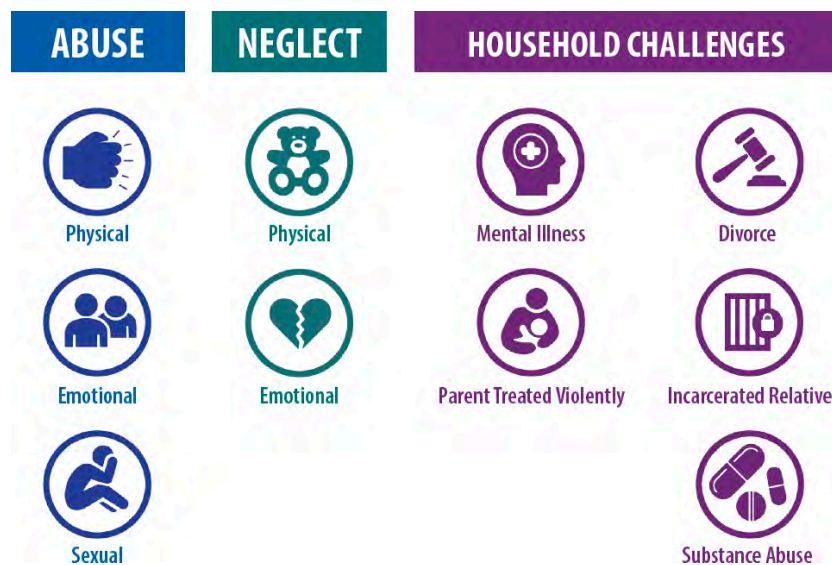 ABUSE
Physical
Emotional
Sexual
NEGLECT
Physical
Emotional
HOUSEHOLD CHALLENGES
Mental Illness
Divorce
Parent Treated Violently
Incarcerated Relative
Substance Abuse